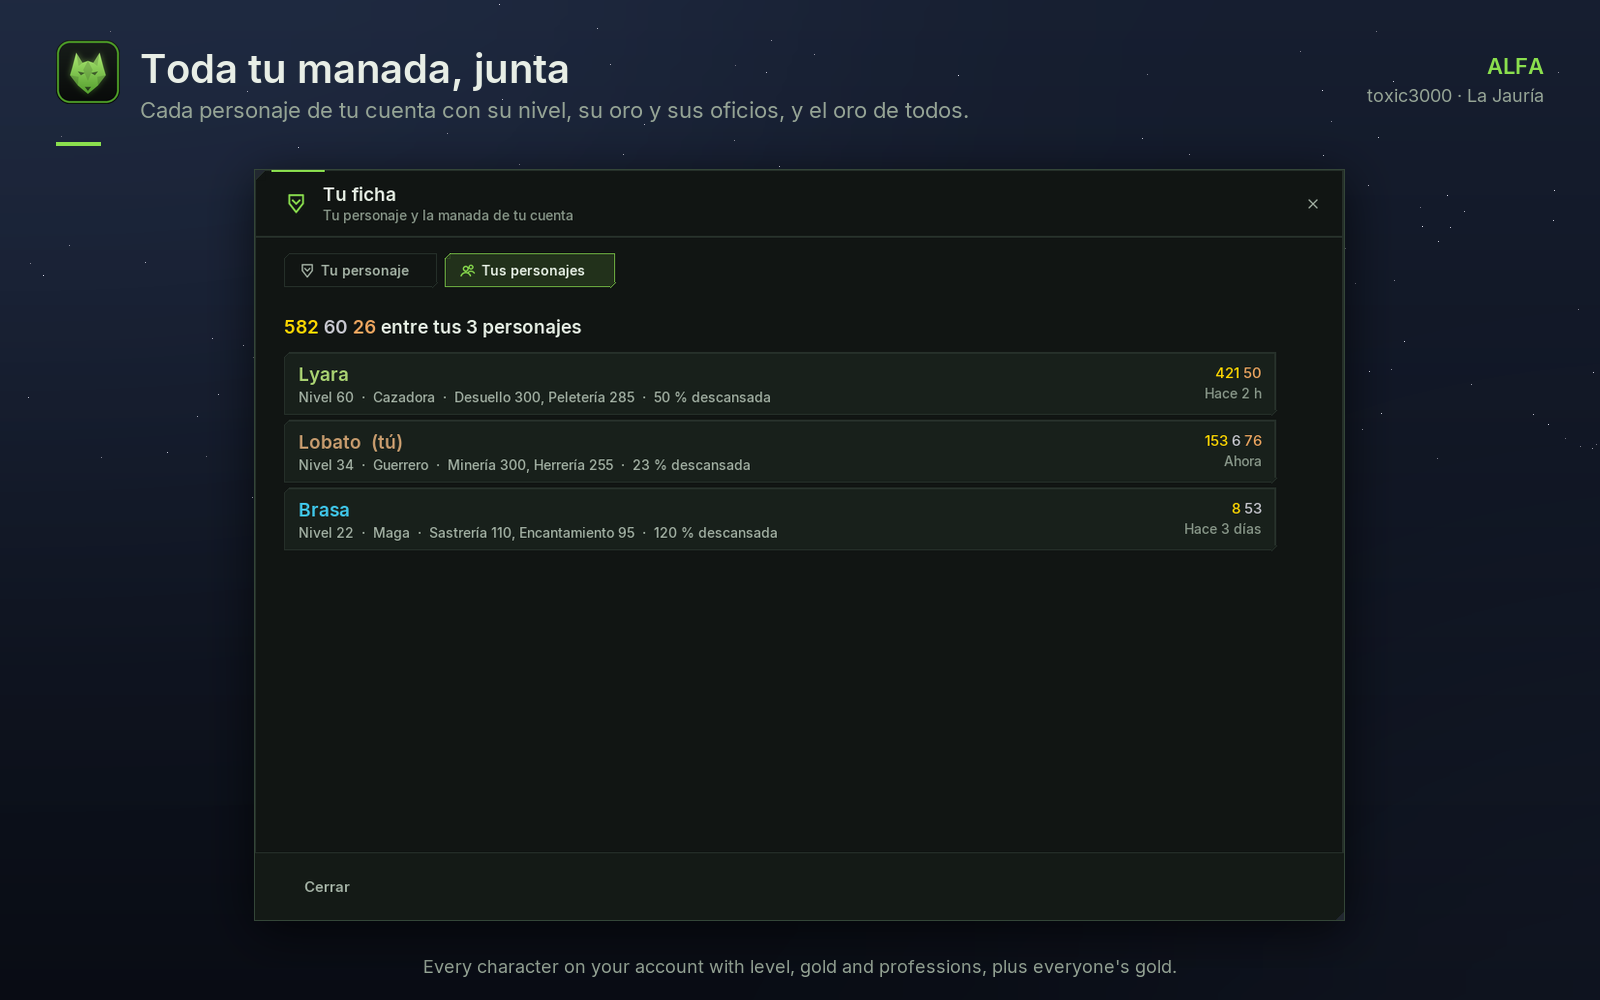 Toda tu manada, junta
Cada personaje de tu cuenta con su nivel, su oro y sus oficios, y el oro de todos.
ALFA
toxic3000 · La Jauría
Tu ficha
Tu personaje y la manada de tu cuenta
×
Tu personaje
Tus personajes
582 60 26 entre tus 3 personajes
Lyara
421 50
Nivel 60 · Cazadora · Desuello 300, Peletería 285 · 50 % descansada
Hace 2 h
Lobato (tú)
153 6 76
Nivel 34 · Guerrero · Minería 300, Herrería 255 · 23 % descansada
Ahora
Brasa
8 53
Nivel 22 · Maga · Sastrería 110, Encantamiento 95 · 120 % descansada
Hace 3 días
Cerrar
Every character on your account with level, gold and professions, plus everyone's gold.